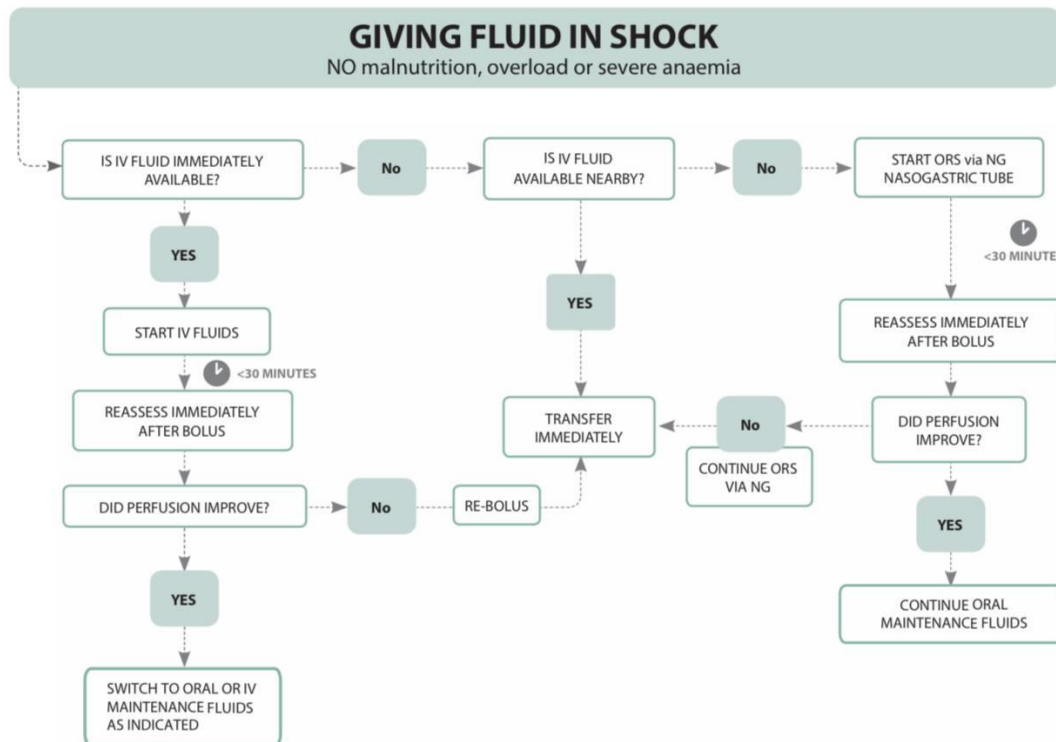 GIVING FLUID IN SHOCK
NO malnutrition, overload or severe anaemia
IS IV FLUID IMMEDIATELY
AVAILABLE?
No
IS IV FLUID
AVAILABLE NEARBY?
No
START ORS via NG
NASOGASTRIC TUBE
YES
<30 MINUTE
YES
START IV FLUIDS
REASSESS IMMEDIATELY
AFTER BOLUS
<30 MINUTES
REASSESS IMMEDIATELY
AFTER BOLUS
TRANSFER
IMMEDIATELY
No
CONTINUE ORS
VIA NG
DID PERFUSION
IMPROVE?
DID PERFUSION IMPROVE?
No
RE-BOLUS
YES
YES
CONTINUE ORAL
MAINTENANCE FLUIDS
SWITCH TO ORAL OR IV
MAINTENANCE FLUIDS
AS INDICATED